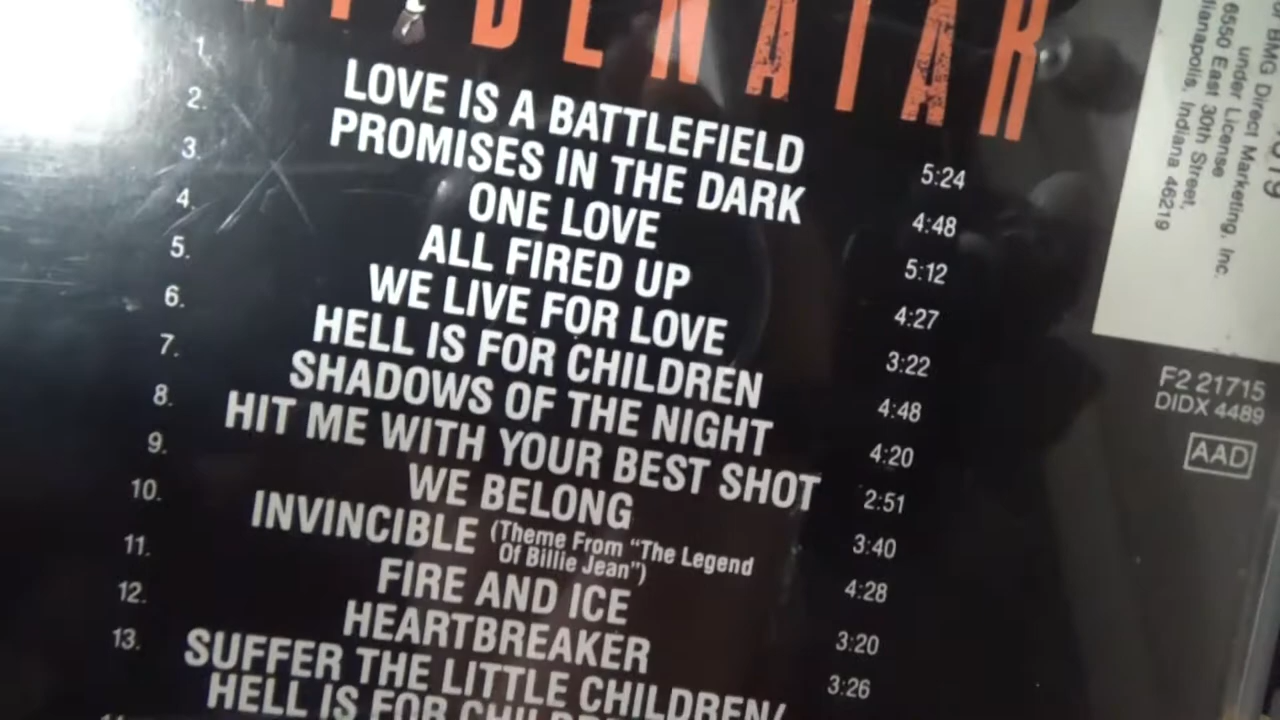 BENATAR
1. LOVE IS A BATTLEFIELD 5:24
2. PROMISES IN THE DARK 4:48
3. ONE LOVE 5:12
4. ALL FIRED UP 4:27
5. WE LIVE FOR LOVE 3:22
6. HELL IS FOR CHILDREN 4:48
7. SHADOWS OF THE NIGHT 4:20
8. HIT ME WITH YOUR BEST SHOT 2:51
9. WE BELONG 3:40
10. INVINCIBLE (Theme From "The Legend
Of Billie Jean") 4:28
11. FIRE AND ICE 3:20
12. HEARTBREAKER 3:26
13. SUFFER THE LITTLE CHILDREN/
HELL IS FOR
BMG Direct Marketing, Inc.
under License
6550 East 30th Street,
Indiana 46219
F2 21715
DIDX 4489
AAD